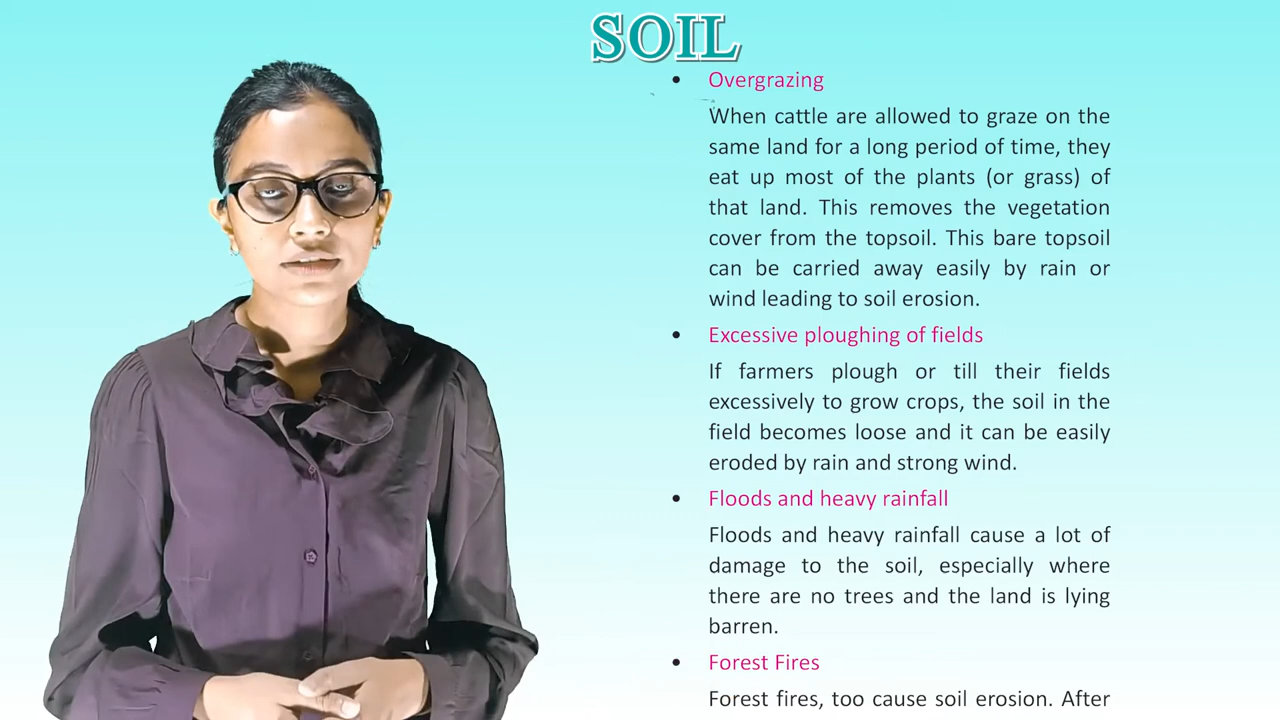 SOIL
• Overgrazing
When cattle are allowed to graze on the
same land for a long period of time, they
eat up most of the plants (or grass) of
that land. This removes the vegetation
cover from the topsoil. This bare topsoil
can be carried away easily by rain or
wind leading to soil erosion.
• Excessive ploughing of fields
If farmers plough or till their fields
excessively to grow crops, the soil in the
field becomes loose and it can be easily
eroded by rain and strong wind.
• Floods and heavy rainfall
Floods and heavy rainfall cause a lot of
damage to the soil, especially where
there are no trees and the land is lying
barren.
• Forest Fires
Forest fires, too cause soil erosion. After